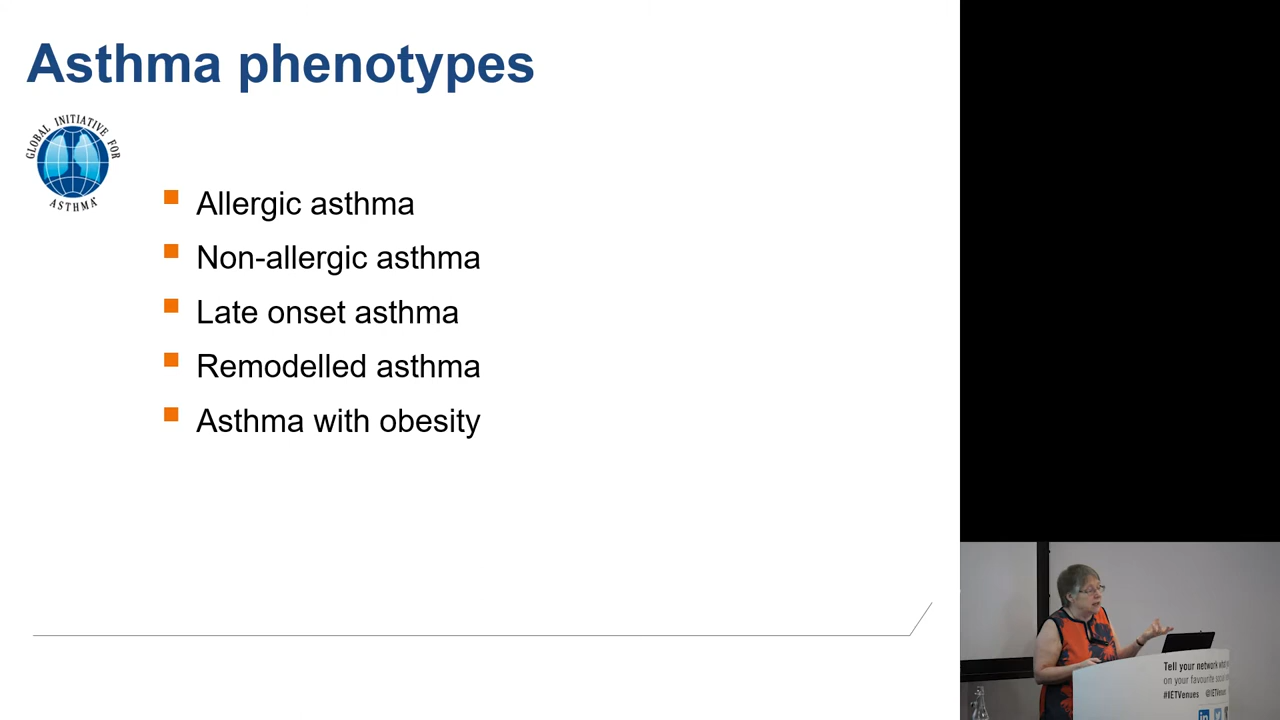 Asthma phenotypes
GLOBAL INITIATIVE FOR
ASTHMA
Allergic asthma
Non-allergic asthma
Late onset asthma
Remodelled asthma
Asthma with obesity
Tell your network
on your favourite
#IETVenues @IETVenues